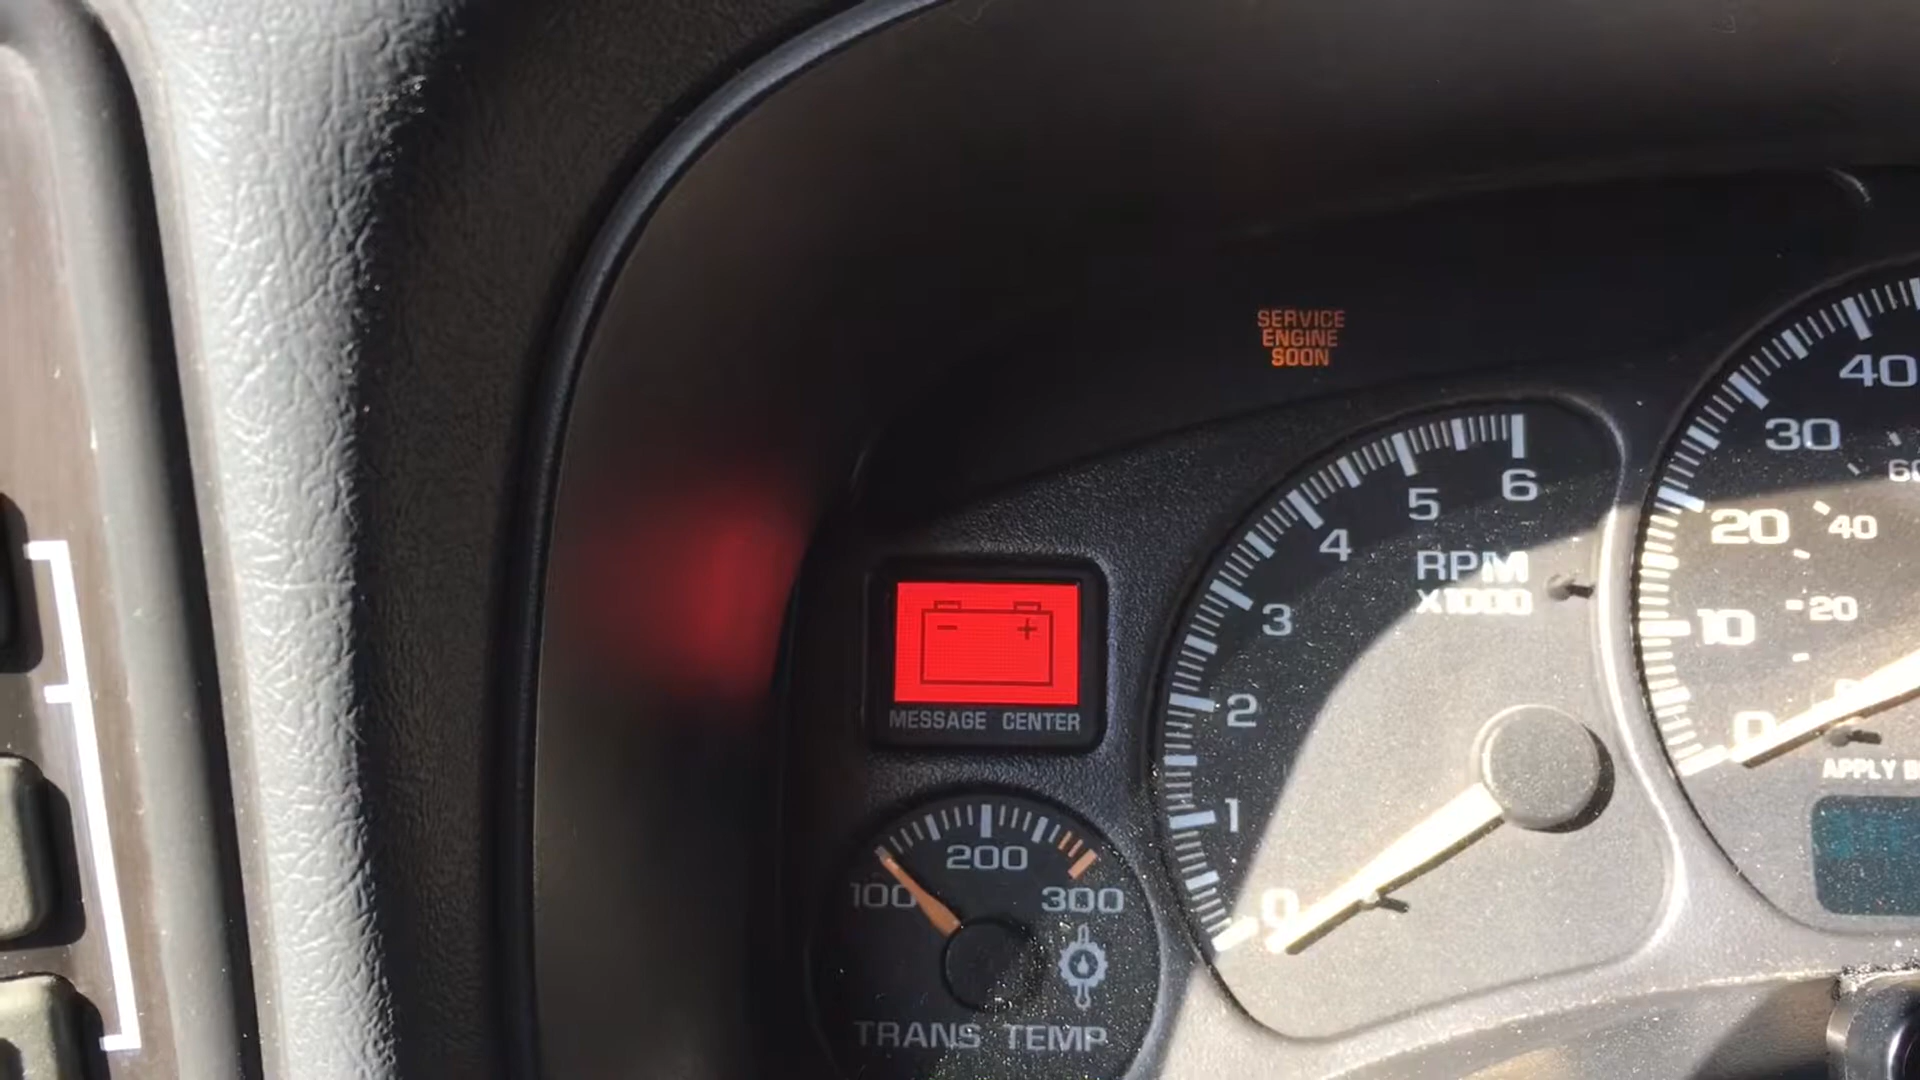 SERVICE
ENGINE
SOON
- +
MESSAGE CENTER
0 1 2 3 4 5 6
RPM
X1000
0 10 20 30 40
20 40
APPLY
100 200 300
TRANS TEMP